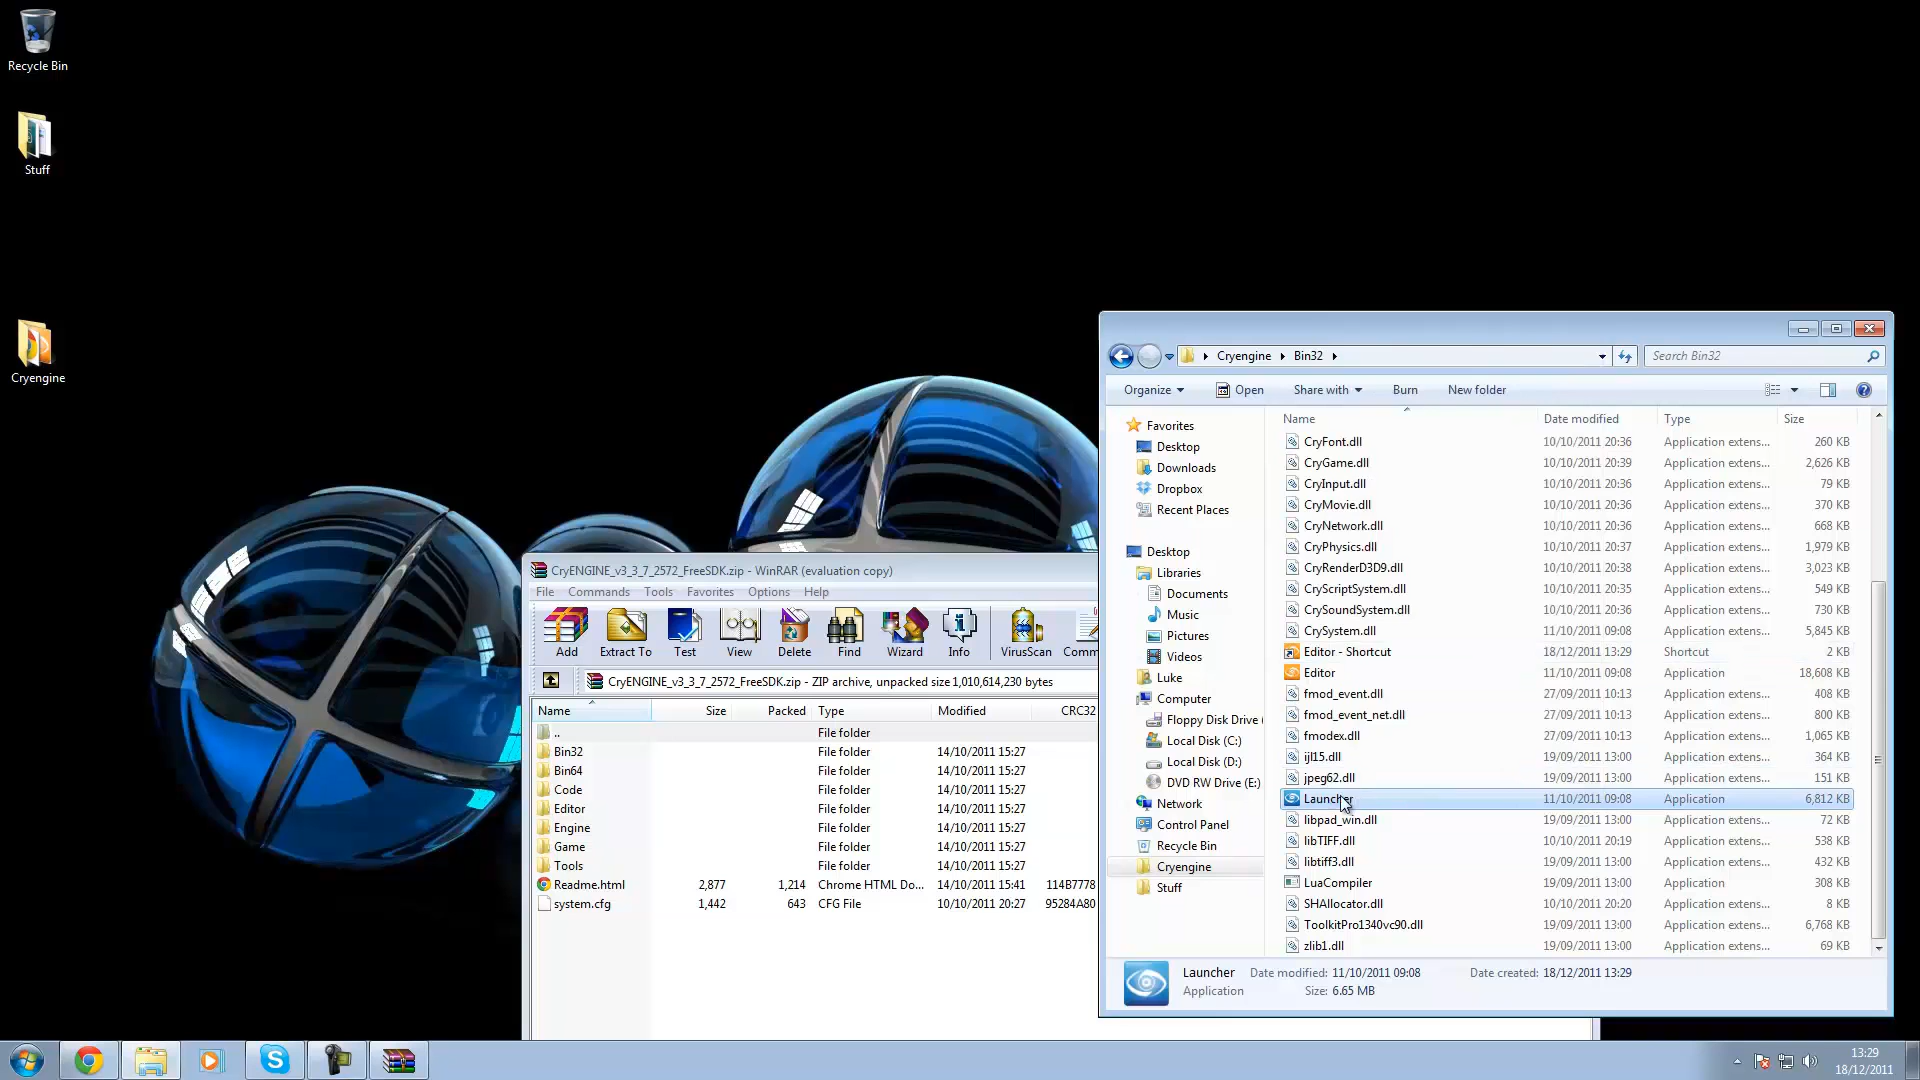 Recycle Bin
Stuff
Cryengine
CryENGINE_v3_3_7_2572_FreeSDK.zip - WinRAR (evaluation copy)
File Commands Tools Favorites Options Help
Add Extract To Test View Delete Find Wizard Info VirusScan Comm
CryENGINE_v3_3_7_2572_FreeSDK.zip - ZIP archive, unpacked size 1,010,614,230 bytes
Name Size Packed Type Modified CRC32
.. File folder
Bin32 File folder 14/10/2011 15:27
Bin64 File folder 14/10/2011 15:27
Code File folder 14/10/2011 15:27
Editor File folder 14/10/2011 15:27
Engine File folder 14/10/2011 15:27
Game File folder 14/10/2011 15:27
Tools File folder 14/10/2011 15:27
Readme.html 2,877 1,214 Chrome HTML Do... 14/10/2011 15:41 114B7778
system.cfg 1,442 643 CFG File 10/10/2011 20:27 95284A80
Cryengine Bin32
Search Bin32
Organize Open Share with Burn New folder
Favorites
Desktop
Downloads
Dropbox
Recent Places
Desktop
Libraries
Documents
Music
Pictures
Videos
Luke
Computer
Floppy Disk Drive
Local Disk (C:)
Local Disk (D:)
DVD RW Drive (E:)
Network
Control Panel
Recycle Bin
Cryengine
Stuff
Name Date modified Type Size
CryFont.dll 10/10/2011 20:36 Application extens... 260 KB
CryGame.dll 10/10/2011 20:39 Application extens... 2,626 KB
CryInput.dll 10/10/2011 20:36 Application extens... 79 KB
CryMovie.dll 10/10/2011 20:36 Application extens... 370 KB
CryNetwork.dll 10/10/2011 20:36 Application extens... 668 KB
CryPhysics.dll 10/10/2011 20:37 Application extens... 1,979 KB
CryRenderD3D9.dll 10/10/2011 20:38 Application extens... 3,023 KB
CryScriptSystem.dll 10/10/2011 20:35 Application extens... 549 KB
CrySoundSystem.dll 10/10/2011 20:36 Application extens... 730 KB
CrySystem.dll 11/10/2011 09:08 Application extens... 5,845 KB
Editor - Shortcut 18/12/2011 13:29 Shortcut 2 KB
Editor 11/10/2011 09:08 Application 18,608 KB
fmod_event.dll 27/09/2011 10:13 Application extens... 408 KB
fmod_event_net.dll 27/09/2011 10:13 Application extens... 800 KB
fmodex.dll 27/09/2011 10:13 Application extens... 1,065 KB
ijl15.dll 19/09/2011 13:00 Application extens... 364 KB
jpeg62.dll 19/09/2011 13:00 Application extens... 151 KB
Launcher 11/10/2011 09:08 Application 6,812 KB
libpad_win.dll 19/09/2011 13:00 Application extens... 72 KB
libTIFF.dll 10/10/2011 20:19 Application extens... 538 KB
libtiff3.dll 19/09/2011 13:00 Application extens... 432 KB
LuaCompiler 19/09/2011 13:00 Application 308 KB
SHAllocator.dll 10/10/2011 20:20 Application extens... 8 KB
ToolkitPro1340vc90.dll 19/09/2011 13:00 Application extens... 6,768 KB
zlib1.dll 19/09/2011 13:00 Application extens... 69 KB
Launcher Date modified: 11/10/2011 09:08 Date created: 18/12/2011 13:29
Application Size: 6.65 MB
13:29
18/12/2011